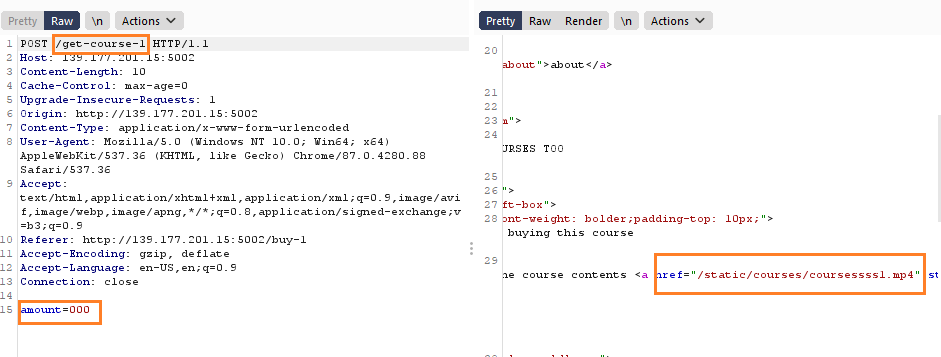 Pretty Raw \n Actions
1 POST /get-course-1 HTTP/1.1
2 Host: 139.177.201.15:5002
3 Content-Length: 10
4 Cache-Control: max-age=0
5 Upgrade-Insecure-Requests: 1
6 Origin: http://139.177.201.15:5002
7 Content-Type: application/x-www-form-urlencoded
8 User-Agent: Mozilla/5.0 (Windows NT 10.0; Win64; x64)
AppleWebKit/537.36 (KHTML, like Gecko) Chrome/87.0.4280.88
Safari/537.36
9 Accept:
text/html,application/xhtml+xml,application/xml;q=0.9,image/avi
f,image/webp,image/apng,*/*;q=0.8,application/signed-exchange;v
=b3;q=0.9
10 Referer: http://139.177.201.15:5002/buy-1
11 Accept-Encoding: gzip, deflate
12 Accept-Language: en-US,en;q=0.9
13 Connection: close
14
15 amount=000
Pretty Raw Render \n Actions
20
about">about</a>
21
22
23 m">
24
URSES TOO
25
26 ">
27 ft-box">
28 ont-weight: bolder;padding-top: 10px;">
buying this course
29
ne course contents <a href="/static/courses/coursessssl.mp4" st